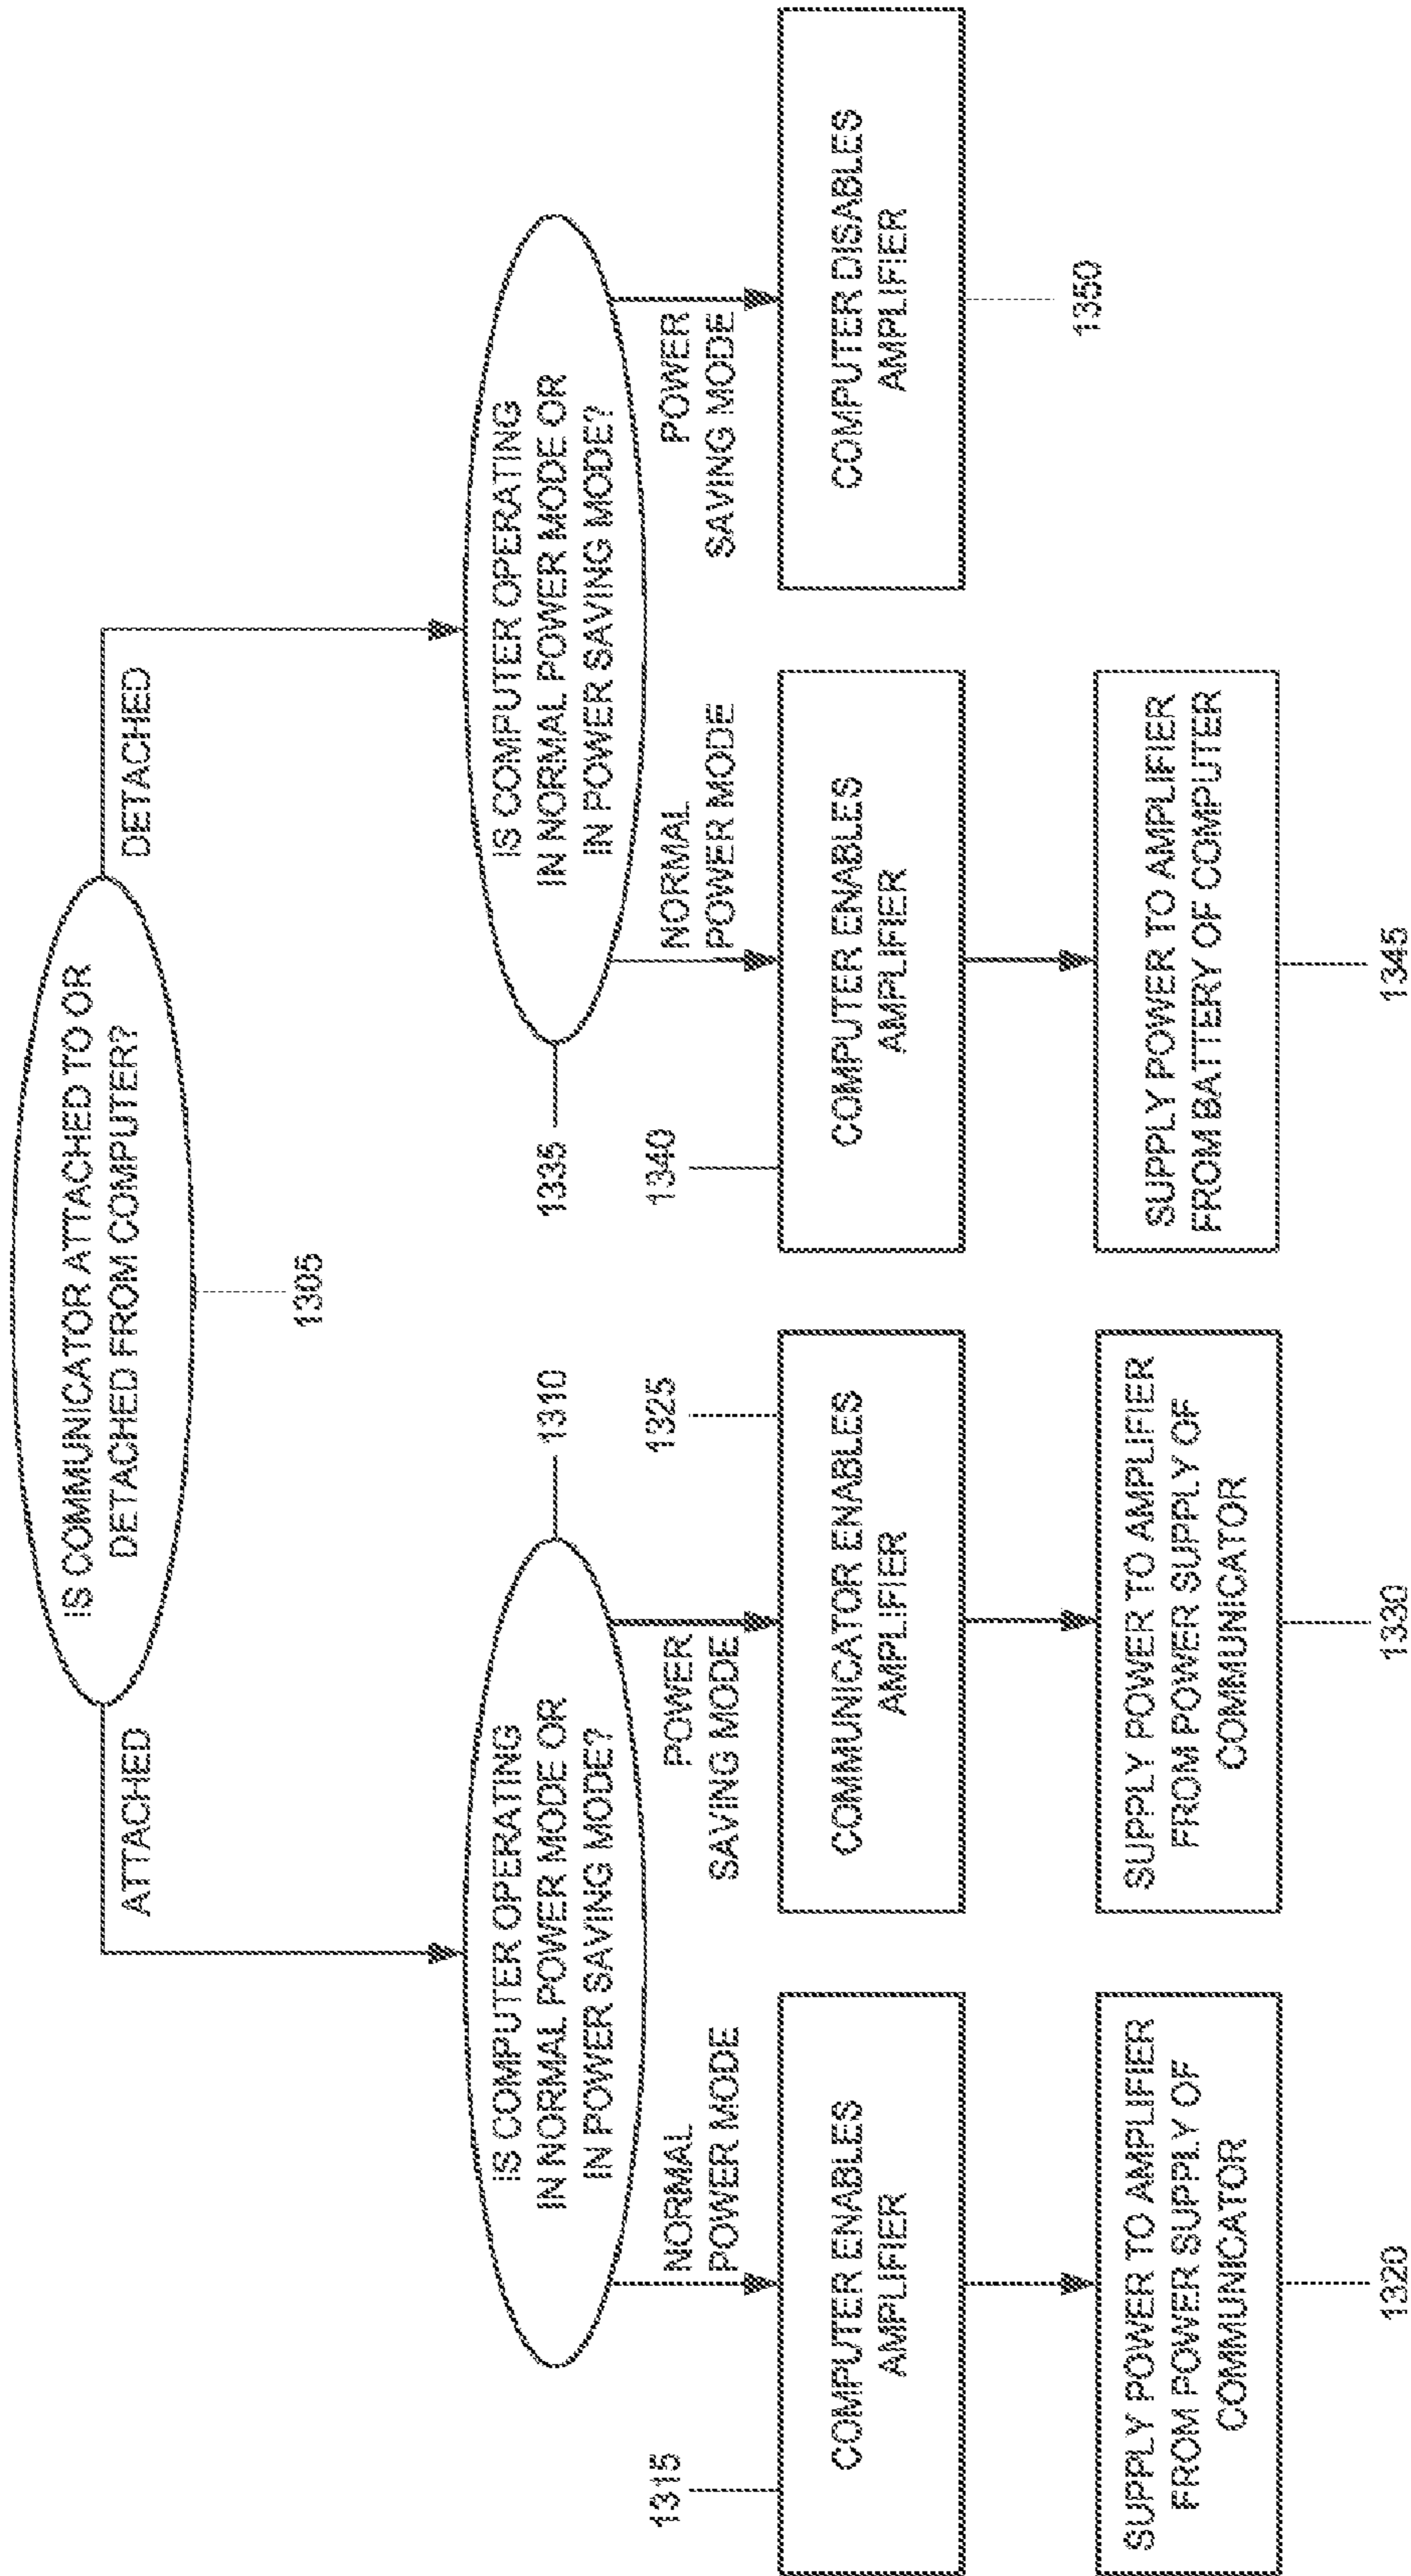 IS COMMUNICATOR ATTACHED TO OR
DETACHED FROM COMPUTER?
1305
ATTACHED
DETACHED
IS COMPUTER OPERATING
IN NORMAL POWER MODE OR
IN POWER SAVING MODE?
1310
IS COMPUTER OPERATING
IN NORMAL POWER MODE OR
IN POWER SAVING MODE?
1335
NORMAL
POWER MODE
POWER
SAVING MODE
NORMAL
POWER MODE
POWER
SAVING MODE
1315
COMPUTER ENABLES
AMPLIFIER
1325
COMMUNICATOR ENABLES
AMPLIFIER
1340
COMPUTER ENABLES
AMPLIFIER
COMPUTER DISABLES
AMPLIFIER
1350
SUPPLY POWER TO AMPLIFIER
FROM POWER SUPPLY OF
COMMUNICATOR
1320
SUPPLY POWER TO AMPLIFIER
FROM POWER SUPPLY OF
COMMUNICATOR
1330
SUPPLY POWER TO AMPLIFIER
FROM BATTERY OF COMPUTER
1345